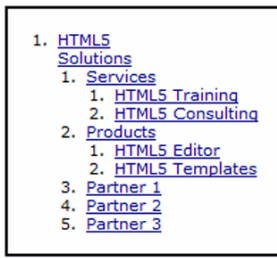 1. HTML5
Solutions
1. Services
1. HTML5 Training
2. HTML5 Consulting
2. Products
1. HTML5 Editor
2. HTML5 Templates
3. Partner 1
4. Partner 2
5. Partner 3